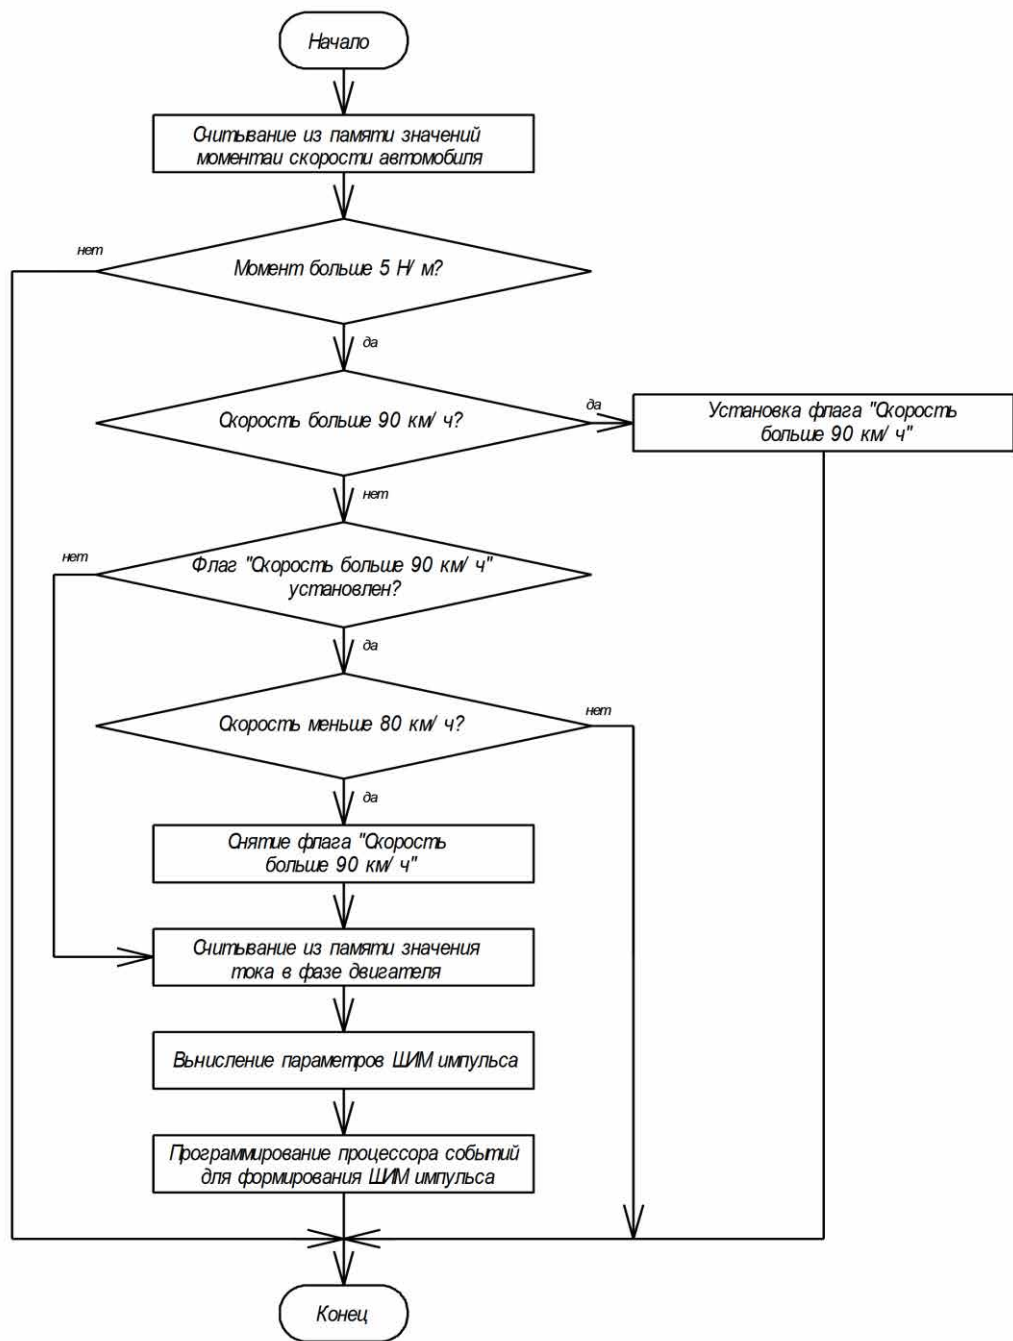 Начало
Считывание из памяти значений
моментаи скорости автомобиля
нет
Момент больше 5 Н/ м?
да
Скорость больше 90 км/ ч?
да
Установка флага "Скорость
больше 90 км/ ч"
нет
нет
Флаг "Скорость больше 90 км/ ч"
установлен?
да
Скорость меньше 80 км/ ч?
нет
да
Снятие флага "Скорость
больше 90 км/ ч"
Считывание из памяти значения
тока в фазе двигателя
Вычисление параметров ШИМ импульса
Программирование процессора событий
для формирования ШИМ импульса
Конец